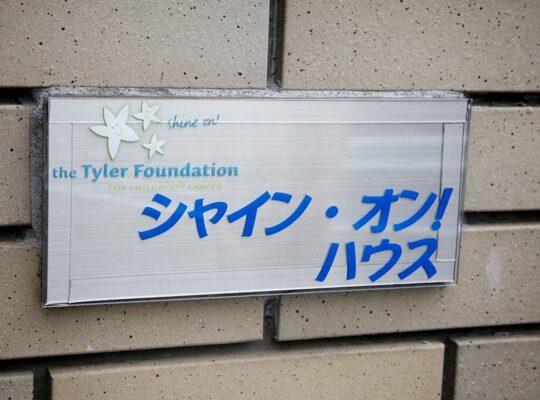 shine on!
the Tyler Foundation
FOR CHILDHOOD CANCER
シャイン・オン!
ハウス